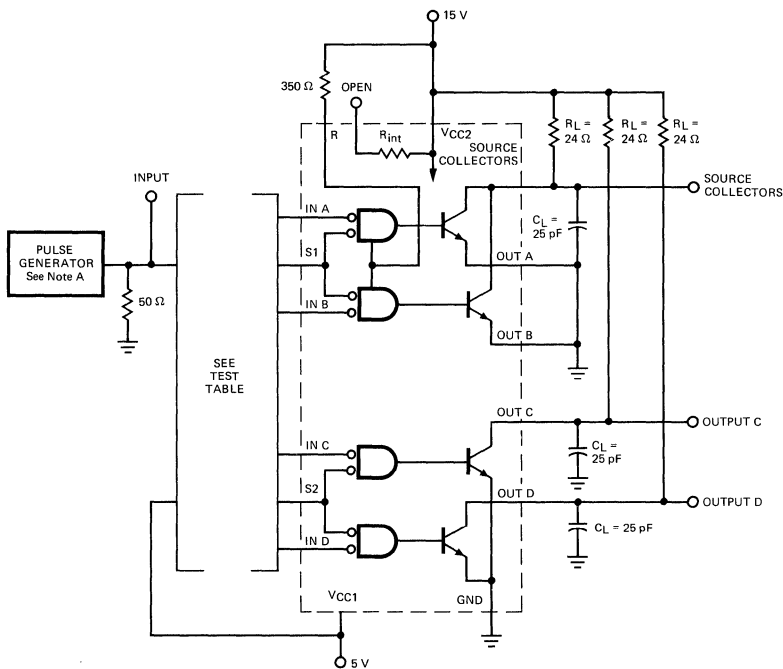 15 V
350 Ω
OPEN
R
Rint
VCC2
SOURCE
COLLECTORS
RL =
24 Ω
RL =
24 Ω
RL =
24 Ω
INPUT
SOURCE
COLLECTORS
IN A
CL =
25 pF
PULSE
GENERATOR
See Note A
S1
OUT A
50 Ω
IN B
OUT B
SEE
TEST
TABLE
OUT C
OUTPUT C
IN C
CL =
25 pF
S2
OUT D
OUTPUT D
IN D
CL = 25 pF
VCC1
GND
5 V